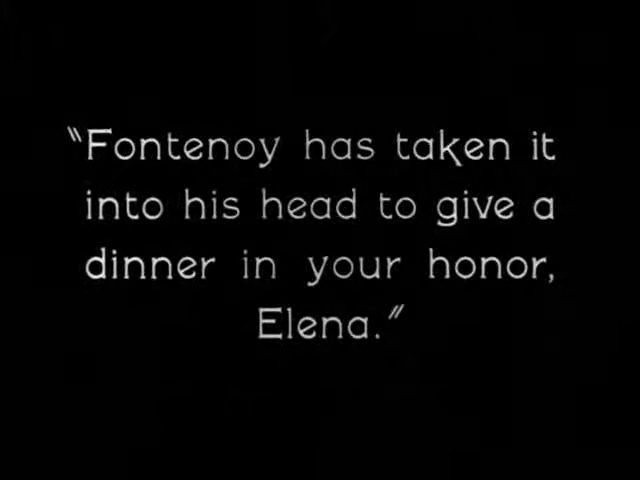 "Fontenoy has taken it
into his head to give a
dinner in your honor,
Elena."